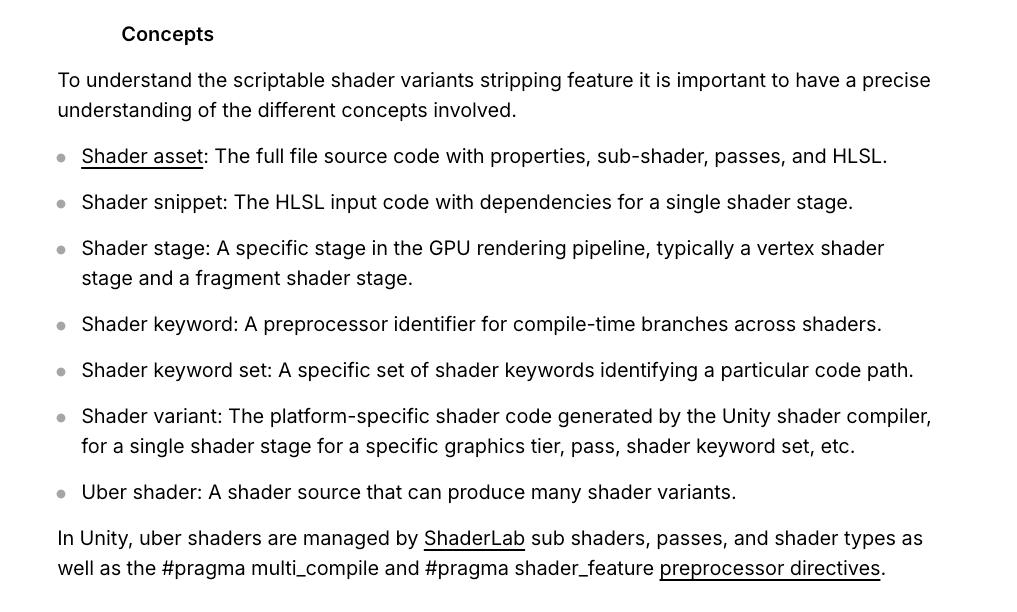 Concepts
To understand the scriptable shader variants stripping feature it is important to have a precise
understanding of the different concepts involved.
Shader asset: The full file source code with properties, sub-shader, passes, and HLSL.
Shader snippet: The HLSL input code with dependencies for a single shader stage.
Shader stage: A specific stage in the GPU rendering pipeline, typically a vertex shader
stage and a fragment shader stage.
Shader keyword: A preprocessor identifier for compile-time branches across shaders.
Shader keyword set: A specific set of shader keywords identifying a particular code path.
Shader variant: The platform-specific shader code generated by the Unity shader compiler,
for a single shader stage for a specific graphics tier, pass, shader keyword set, etc.
Uber shader: A shader source that can produce many shader variants.
In Unity, uber shaders are managed by ShaderLab sub shaders, passes, and shader types as
well as the #pragma multi_compile and #pragma shader_feature preprocessor directives.